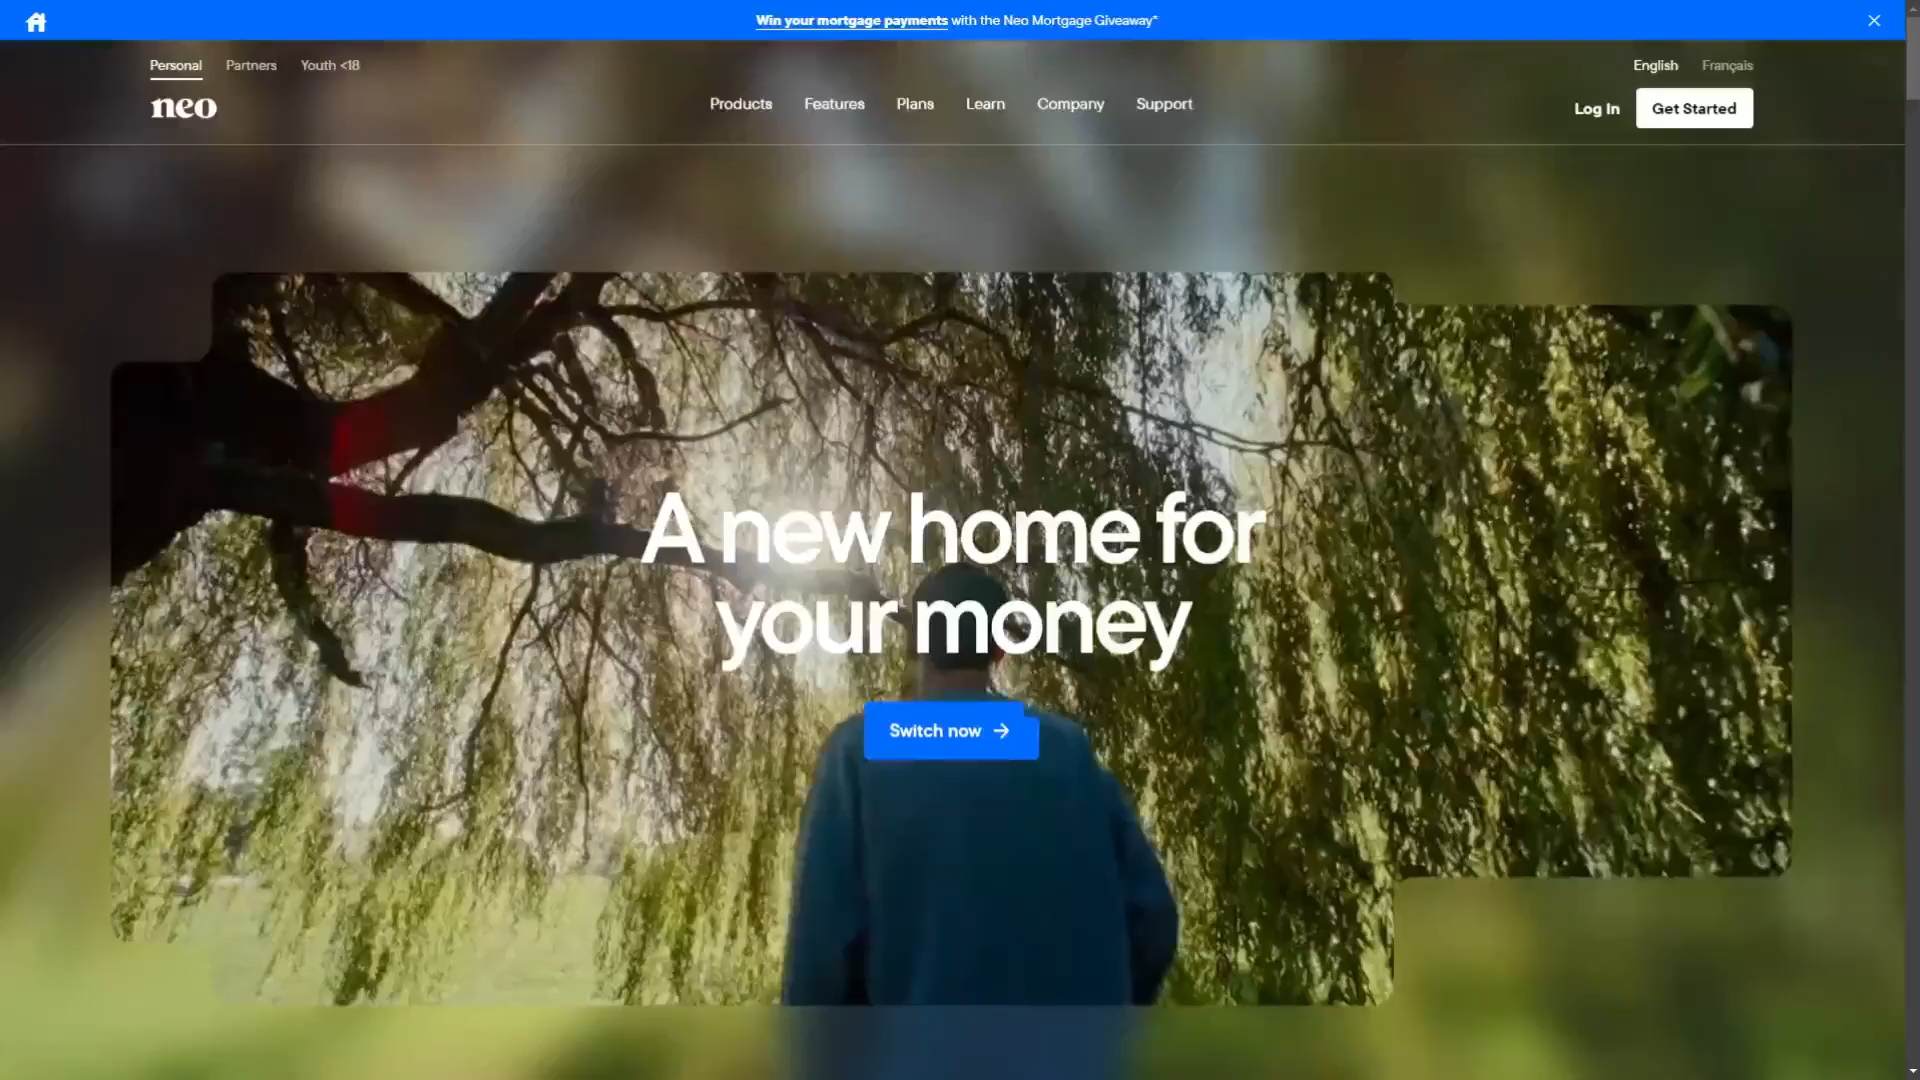 Win your mortgage payments with the Neo Mortgage Giveaway*
Personal Partners Youth <18
English Français
neo
Products Features Plans Learn Company Support
Log In Get Started
A new home for
your money
Switch now →